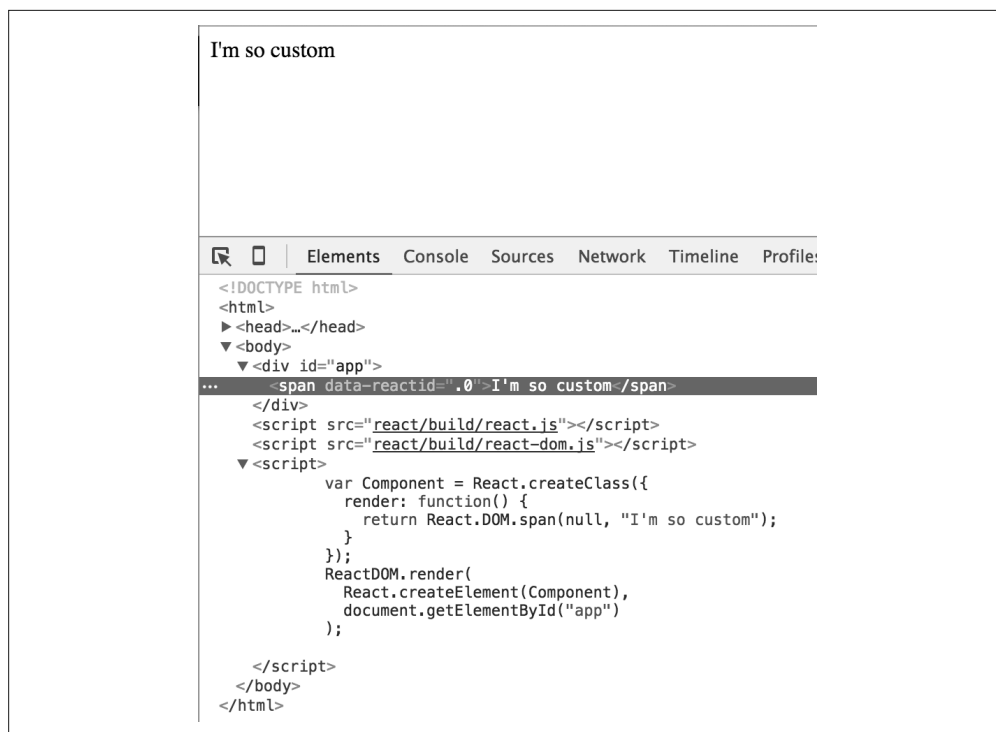 I'm so custom
Elements Console Sources Network Timeline Profiles
<!DOCTYPE html>
<html>
<head>…</head>
<body>
<div id="app">
... <span data-reactid=".0">I'm so custom</span>
</div>
<script src="react/build/react.js"></script>
<script src="react/build/react-dom.js"></script>
<script>
var Component = React.createClass({
render: function() {
return React.DOM.span(null, "I'm so custom");
}
});
ReactDOM.render(
React.createElement(Component),
document.getElementById("app")
);
</script>
</body>
</html>